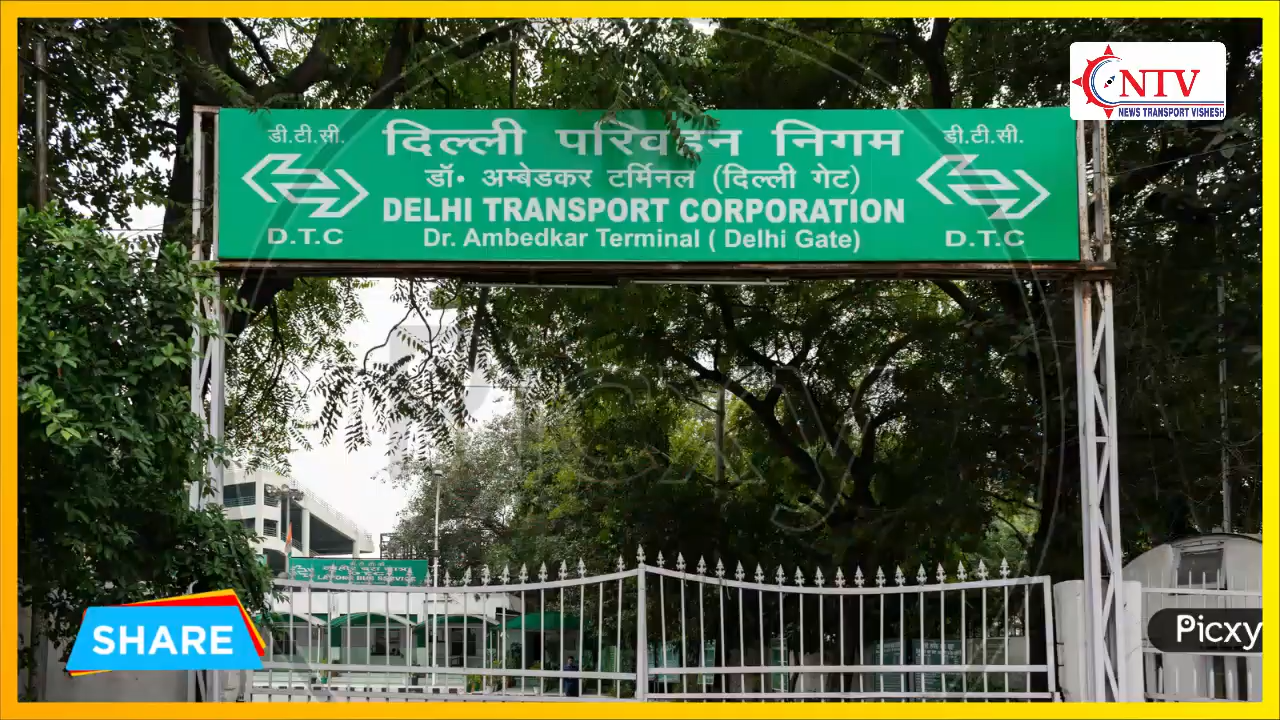 NTV
NEWS TRANSPORT VISHESH
डी.टी.सी.
दिल्ली परिवहन निगम
डी.टी.सी.
डॉ॰ अम्बेडकर टर्मिनल (दिल्ली गेट)
DELHI TRANSPORT CORPORATION
D.T.C
Dr. Ambedkar Terminal ( Delhi Gate)
D.T.C
Picxy
SHARE
Picxy